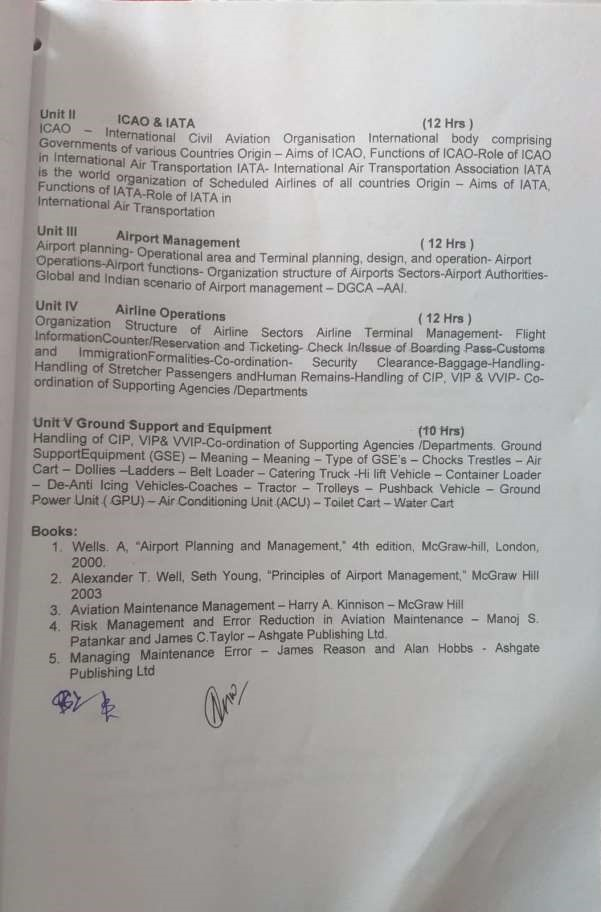 Unit II ICAO & IATA (12 Hrs )
ICAO – International Civil Aviation Organisation International body comprising
Governments of various Countries Origin – Aims of ICAO, Functions of ICAO-Role of ICAO
in International Air Transportation IATA- International Air Transportation Association IATA
is the world organization of Scheduled Airlines of all countries Origin – Aims of IATA,
Functions of IATA-Role of IATA in
International Air Transportation
Unit III Airport Management ( 12 Hrs )
Airport planning- Operational area and Terminal planning, design, and operation- Airport
Operations-Airport functions- Organization structure of Airports Sectors-Airport Authorities-
Global and Indian scenario of Airport management – DGCA –AAI.
Unit IV Airline Operations ( 12 Hrs )
Organization Structure of Airline Sectors Airline Terminal Management- Flight
InformationCounter/Reservation and Ticketing- Check In/Issue of Boarding Pass-Customs
and ImmigrationFormalities-Co-ordination- Security Clearance-Baggage-Handling-
Handling of Stretcher Passengers andHuman Remains-Handling of CIP, VIP & VVIP- Co-
ordination of Supporting Agencies /Departments
Unit V Ground Support and Equipment (10 Hrs)
Handling of CIP, VIP& VVIP-Co-ordination of Supporting Agencies /Departments. Ground
SupportEquipment (GSE) – Meaning – Meaning – Type of GSE's – Chocks Trestles – Air
Cart – Dollies –Ladders – Belt Loader – Catering Truck -Hi lift Vehicle – Container Loader
– De-Anti Icing Vehicles-Coaches – Tractor – Trolleys – Pushback Vehicle – Ground
Power Unit ( GPU) – Air Conditioning Unit (ACU) – Toilet Cart – Water Cart
Books:
1. Wells. A, “Airport Planning and Management,” 4th edition, McGraw-hill, London,
2000.
2. Alexander T. Well, Seth Young, “Principles of Airport Management,” McGraw Hill
2003
3. Aviation Maintenance Management – Harry A. Kinnison – McGraw Hill
4. Risk Management and Error Reduction in Aviation Maintenance – Manoj S.
Patankar and James C.Taylor – Ashgate Publishing Ltd.
5. Managing Maintenance Error – James Reason and Alan Hobbs - Ashgate
Publishing Ltd